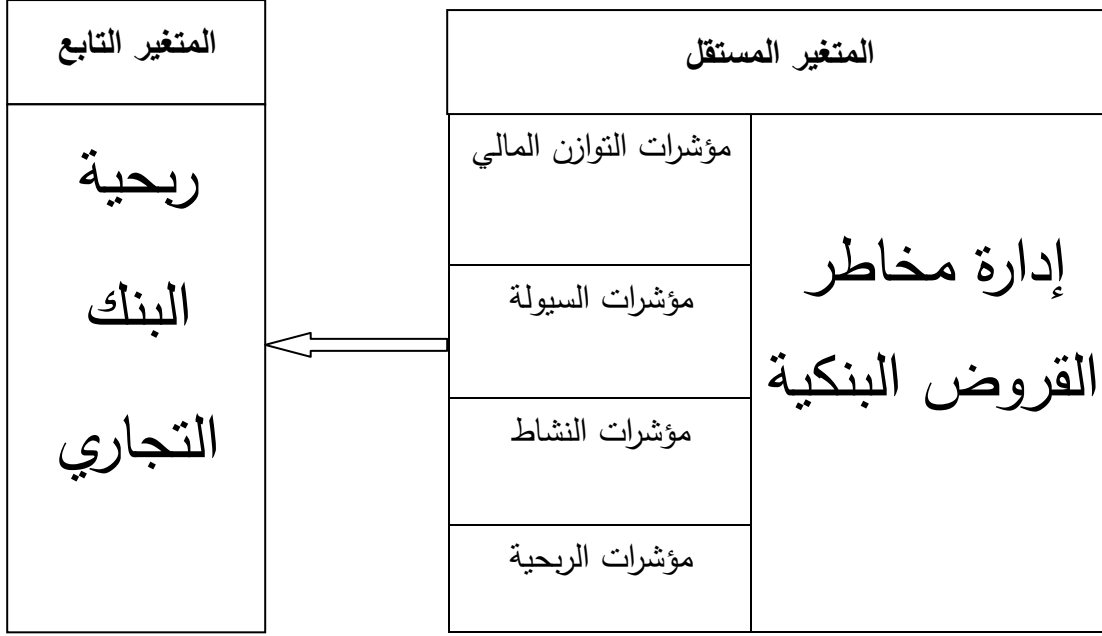 المتغير المستقل
إدارة مخاطر
القروض البنكية
مؤشرات التوازن المالي
مؤشرات السيولة
مؤشرات النشاط
مؤشرات الربحية
المتغير التابع
ربحية
البنك
التجاري